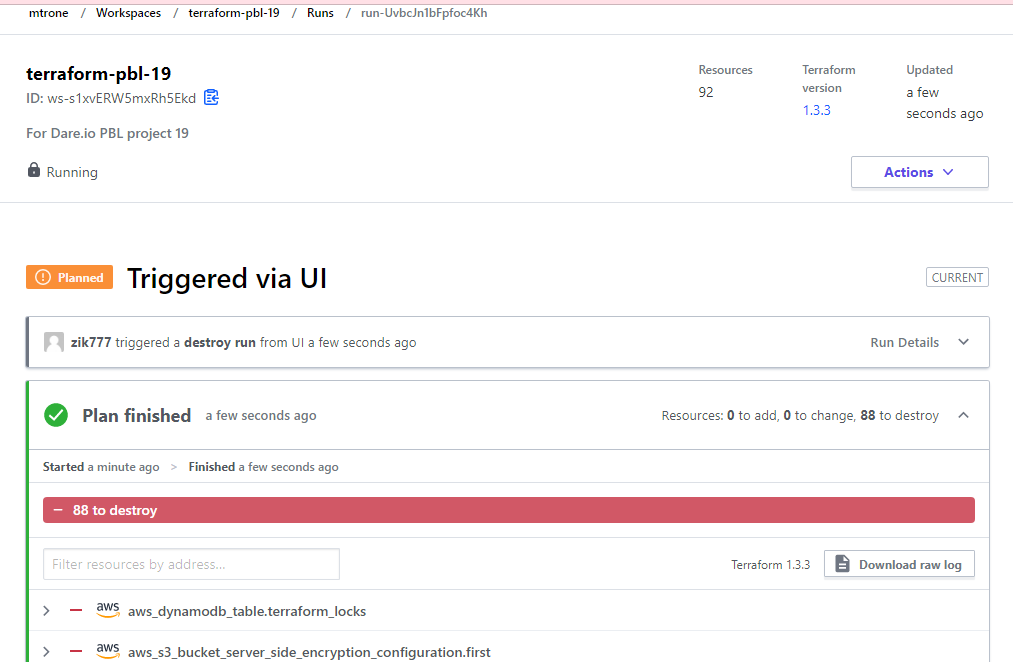 mtrone / Workspaces / terraform-pbl-19 / Runs / run-UvbcJn1bFpfoc4Kh
terraform-pbl-19
ID: ws-s1xvERW5mxRh5Ekd
For Dare.io PBL project 19
Running
Resources
92
Terraform
version
1.3.3
Updated
a few
seconds ago
Actions
Planned
Triggered via UI
CURRENT
zik777 triggered a destroy run from UI a few seconds ago
Run Details
Plan finished a few seconds ago
Resources: 0 to add, 0 to change, 88 to destroy
Started a minute ago > Finished a few seconds ago
− 88 to destroy
Filter resources by address...
Terraform 1.3.3
Download raw log
aws aws_dynamodb_table.terraform_locks
aws aws_s3_bucket_server_side_encryption_configuration.first